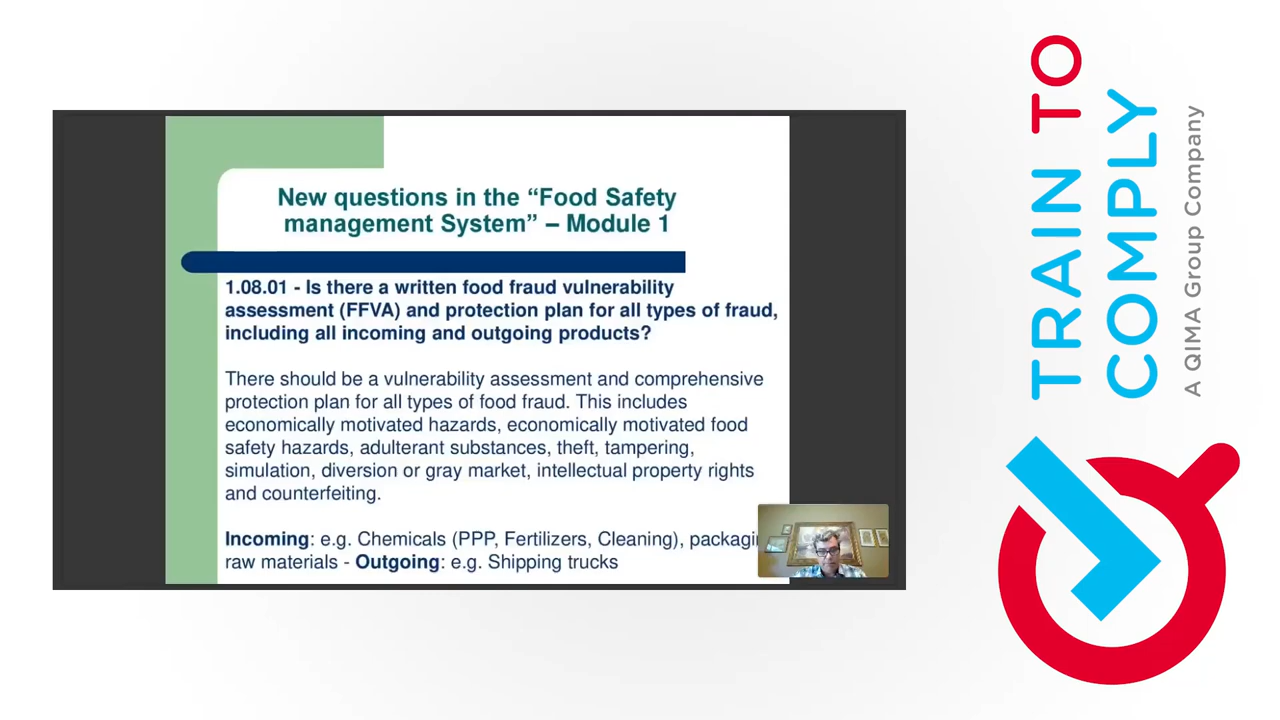 New questions in the “Food Safety
management System” – Module 1
1.08.01 - Is there a written food fraud vulnerability
assessment (FFVA) and protection plan for all types of fraud,
including all incoming and outgoing products?
There should be a vulnerability assessment and comprehensive
protection plan for all types of food fraud. This includes
economically motivated hazards, economically motivated food
safety hazards, adulterant substances, theft, tampering,
simulation, diversion or gray market, intellectual property rights
and counterfeiting.
Incoming: e.g. Chemicals (PPP, Fertilizers, Cleaning),
raw materials - Outgoing: e.g. Shipping trucks
TRAIN TO
COMPLY
A QIMA Group Company